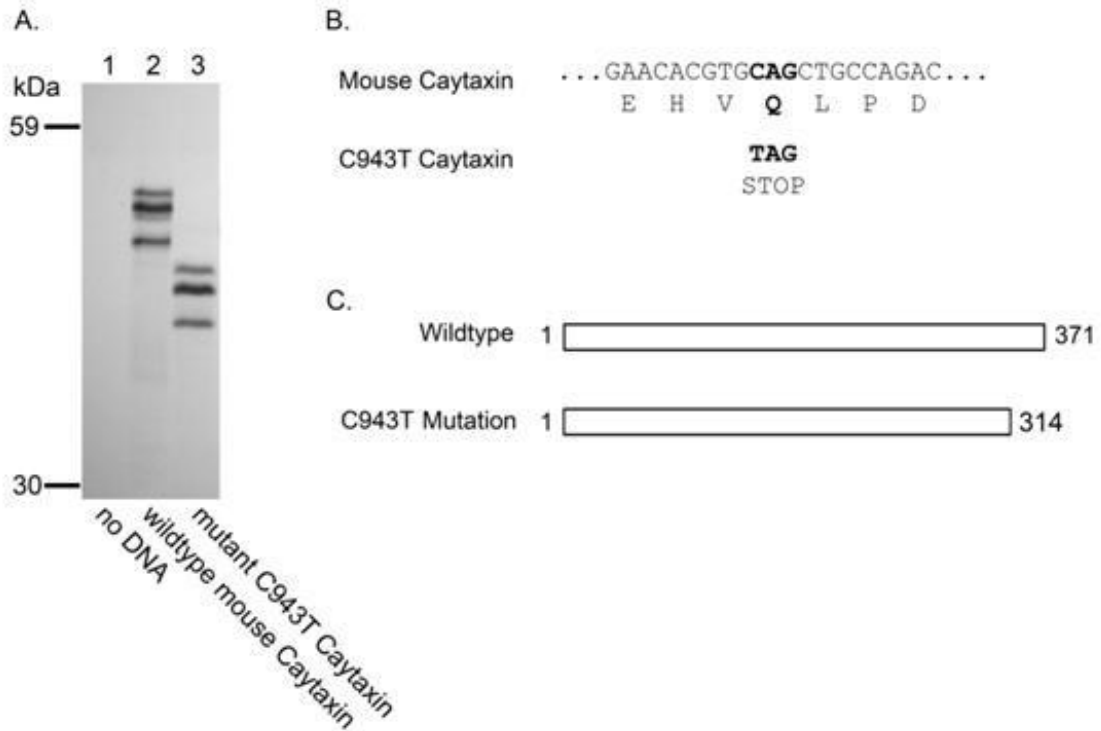 A.
1 2 3
kDa
59
30
no DNA
wildtype mouse Caytaxin
mutant C943T Caytaxin
B.
Mouse Caytaxin ...GAACACGTGCAGCTGCCAGAC...
E H V Q L P D
C943T Caytaxin TAG
STOP
C.
Wildtype 1 371
C943T Mutation 1 314